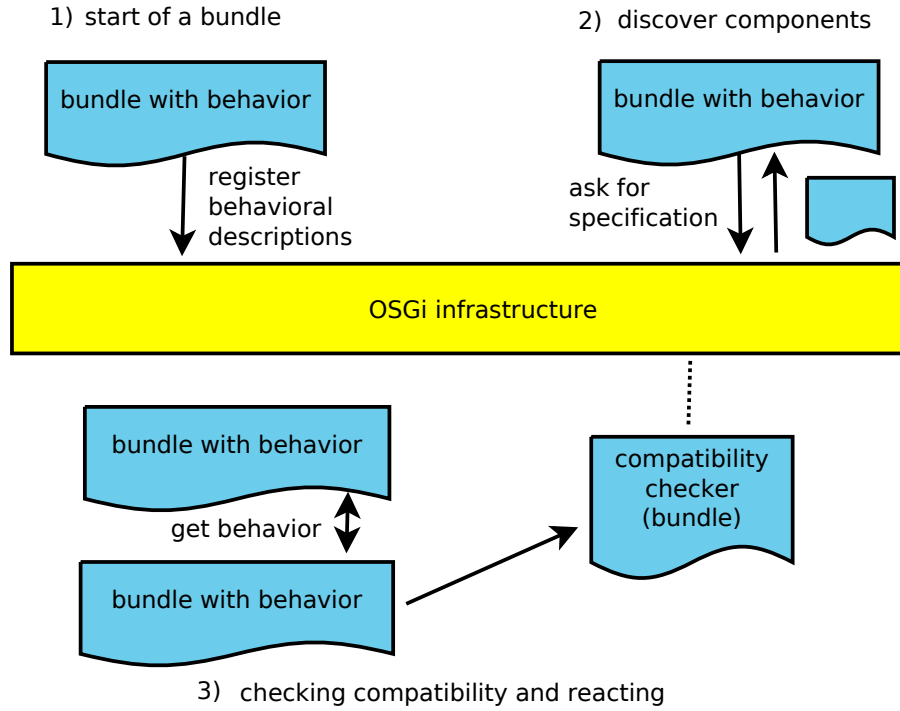 1) start of a bundle
2) discover components
bundle with behavior
bundle with behavior
register
behavioral
descriptions
ask for
specification
OSGi infrastructure
bundle with behavior
get behavior
bundle with behavior
compatibility
checker
(bundle)
3) checking compatibility and reacting